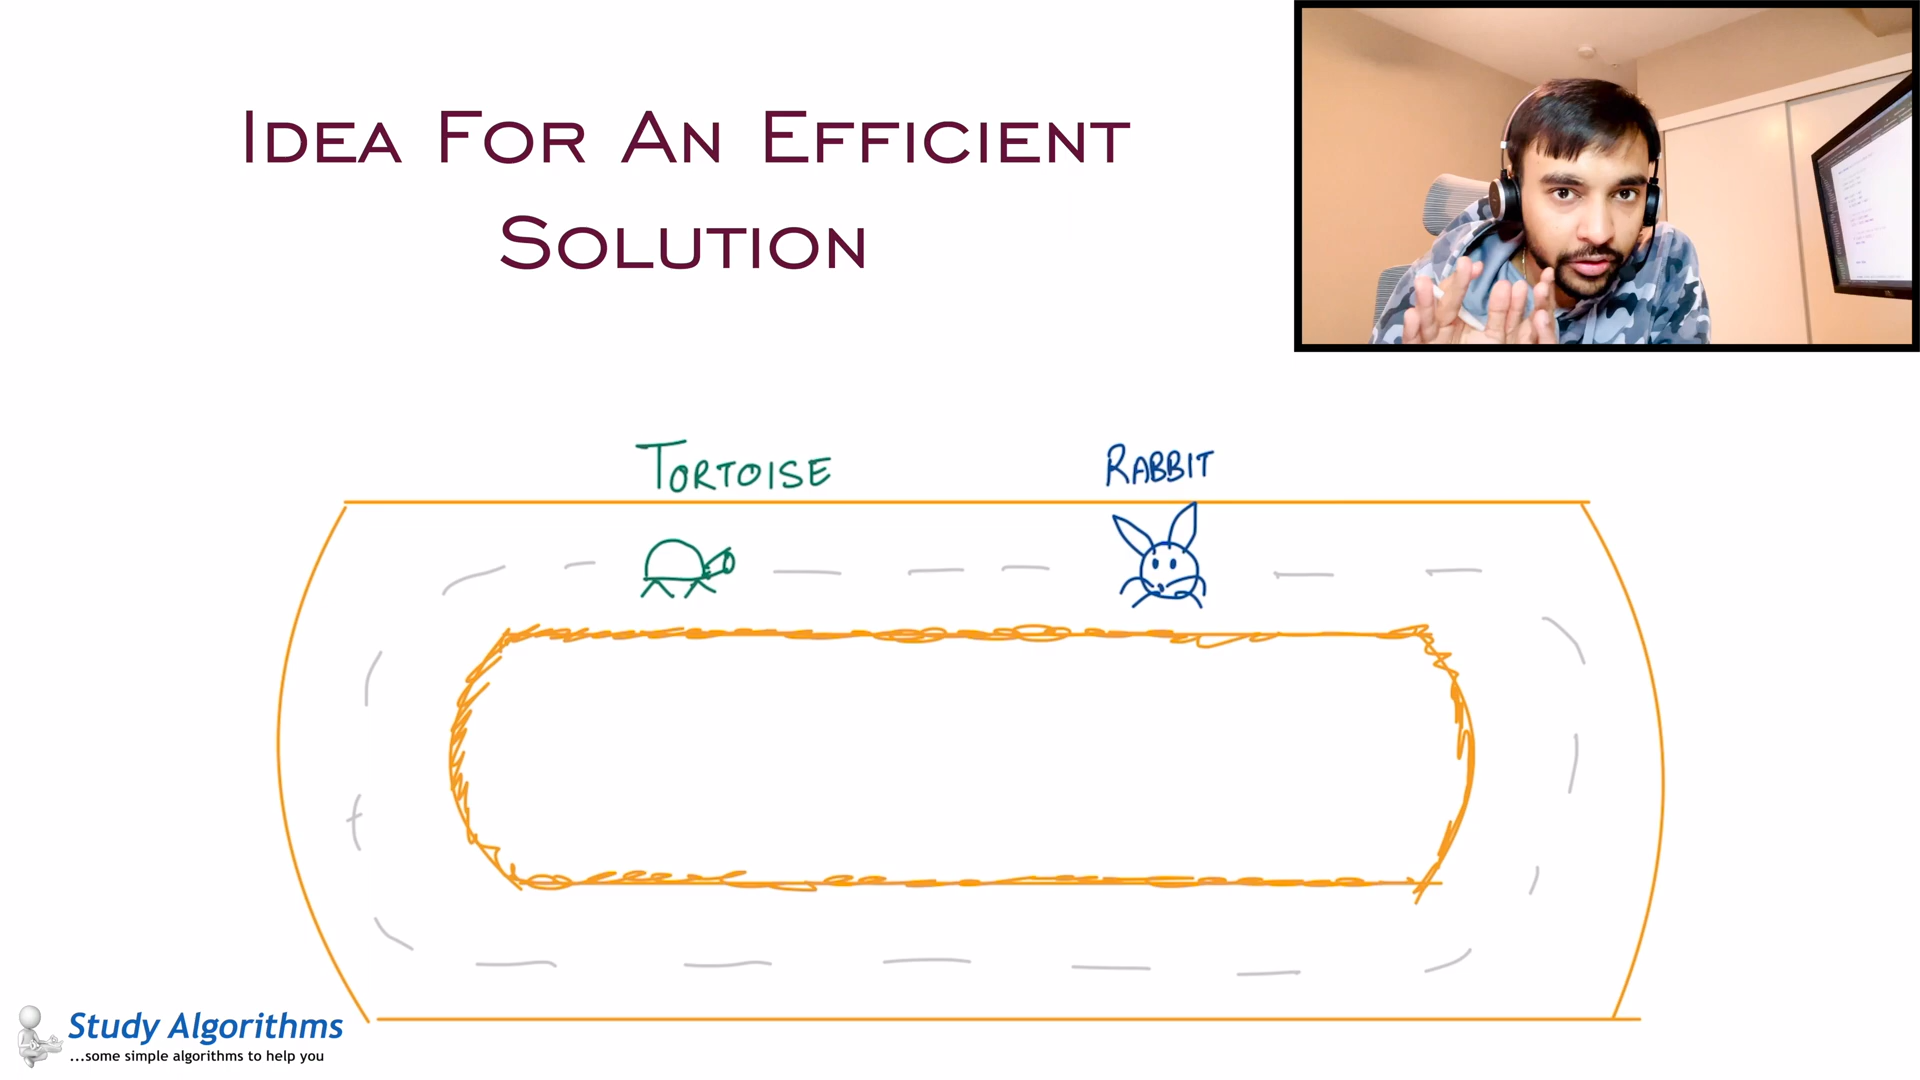 IDEA FOR AN EFFICIENT
SOLUTION
TORTOISE
RABBIT
Study Algorithms
...some simple algorithms to help you